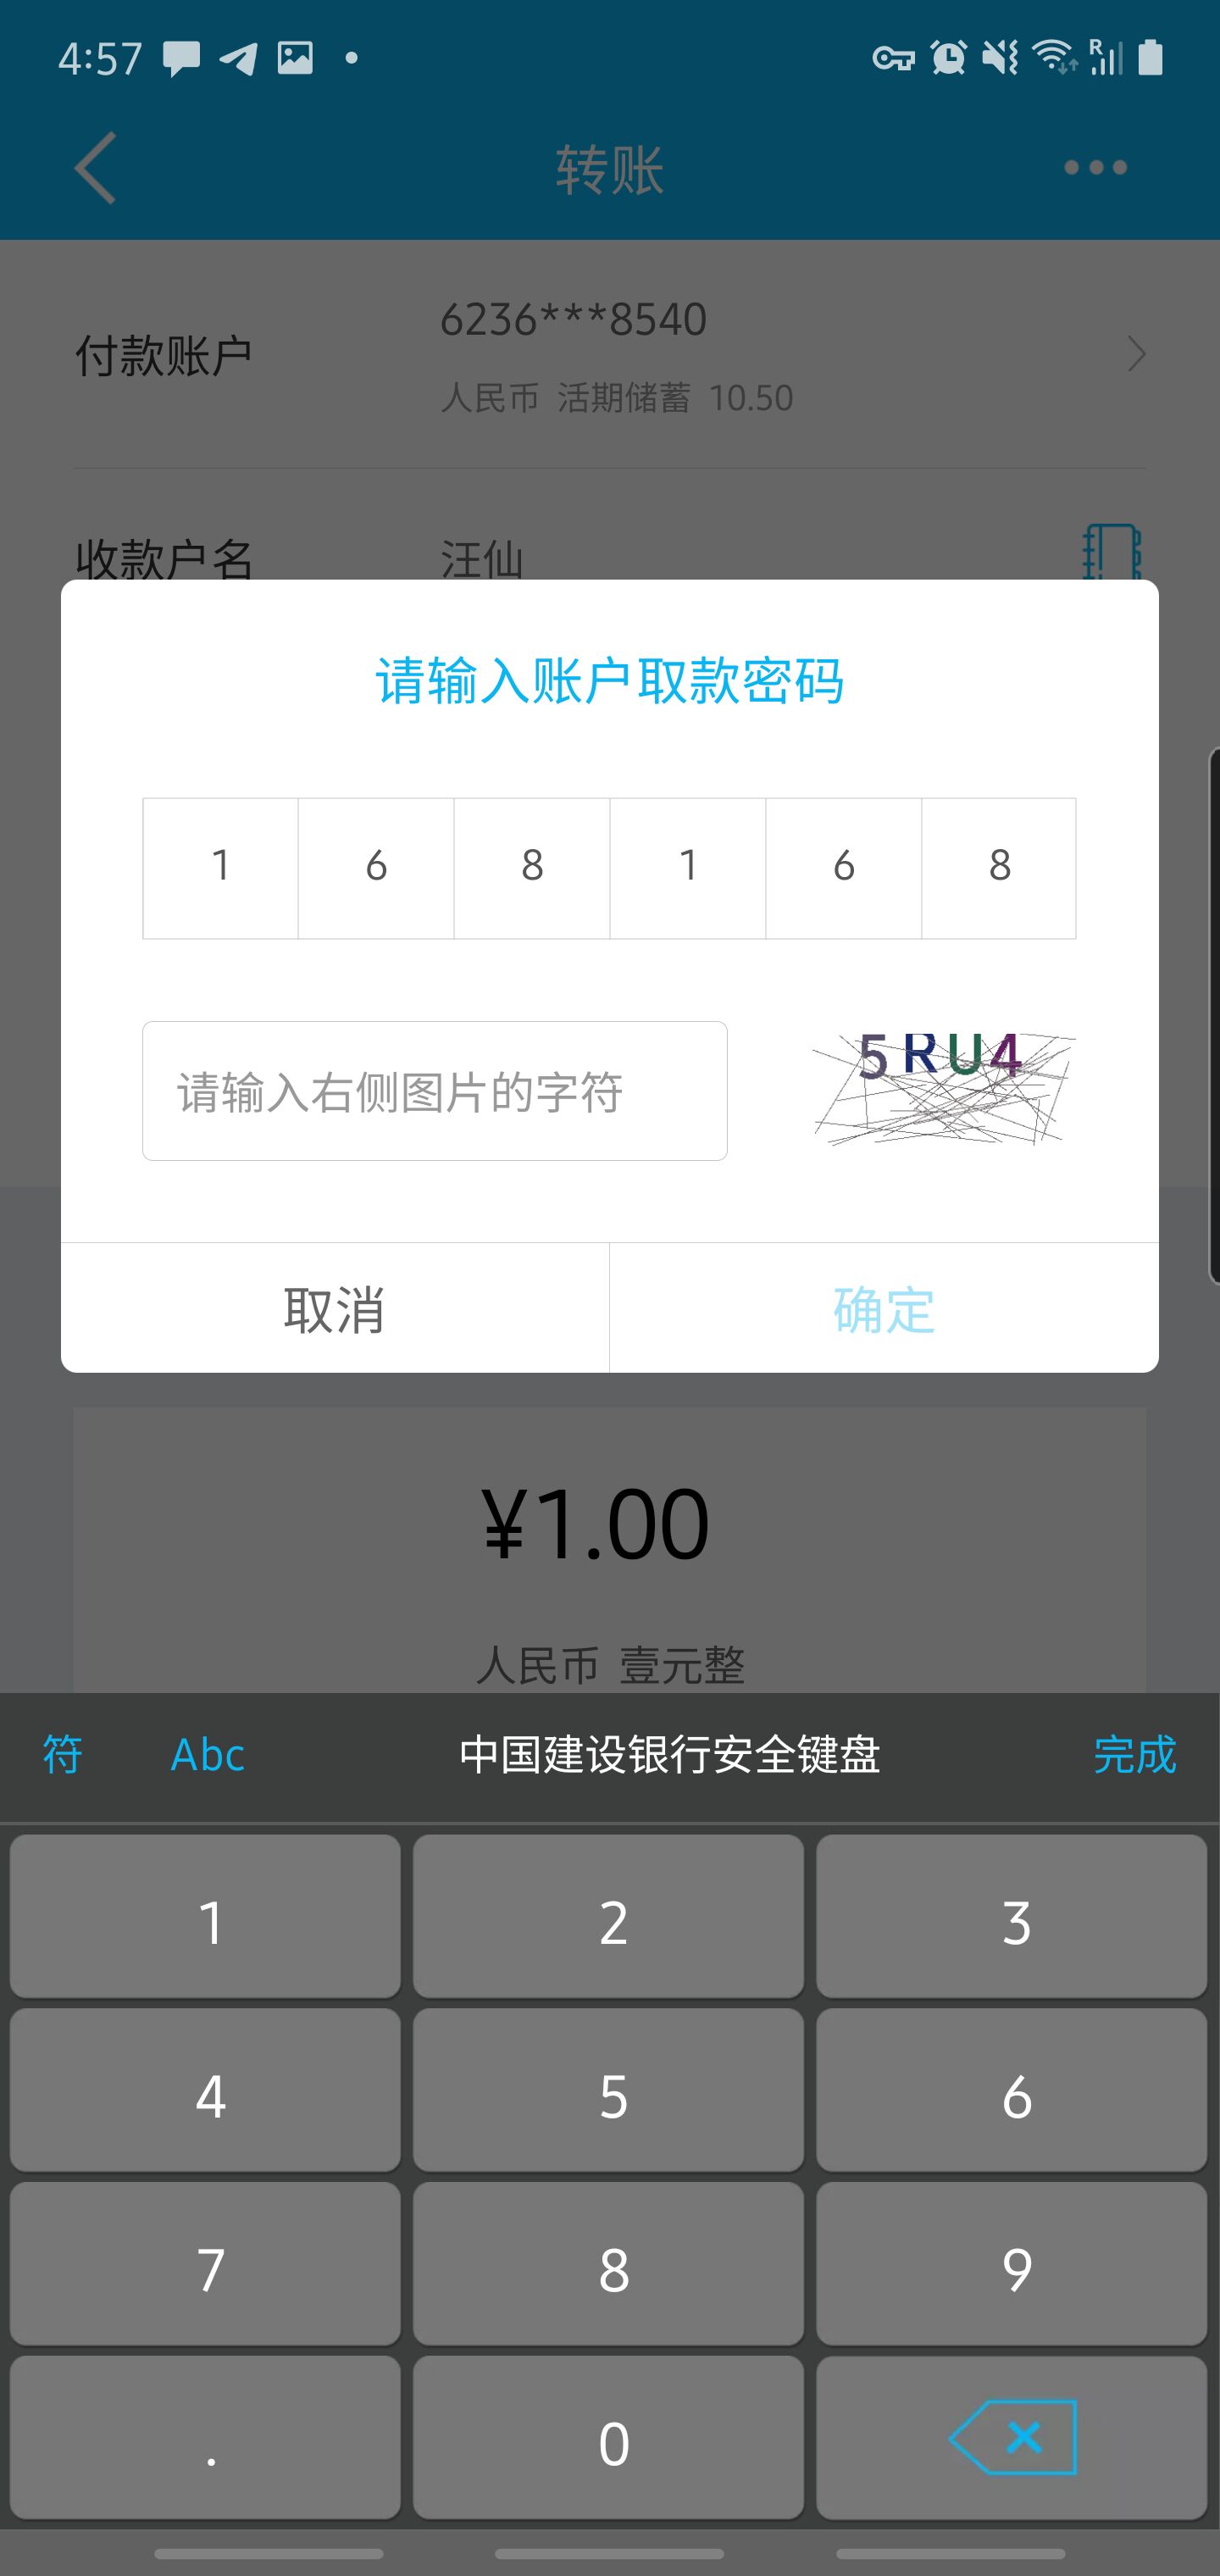 4:57
R
转账
付款账户
6236***8540
人民币 活期储蓄 10.50
收款户名 汪仙
请输入账户取款密码
1 6 8 1 6 8
请输入右侧图片的字符
5RU4
取消 确定
¥1.00
人民币 壹元整
符 Abc 中国建设银行安全键盘 完成
1 2 3
4 5 6
7 8 9
. 0